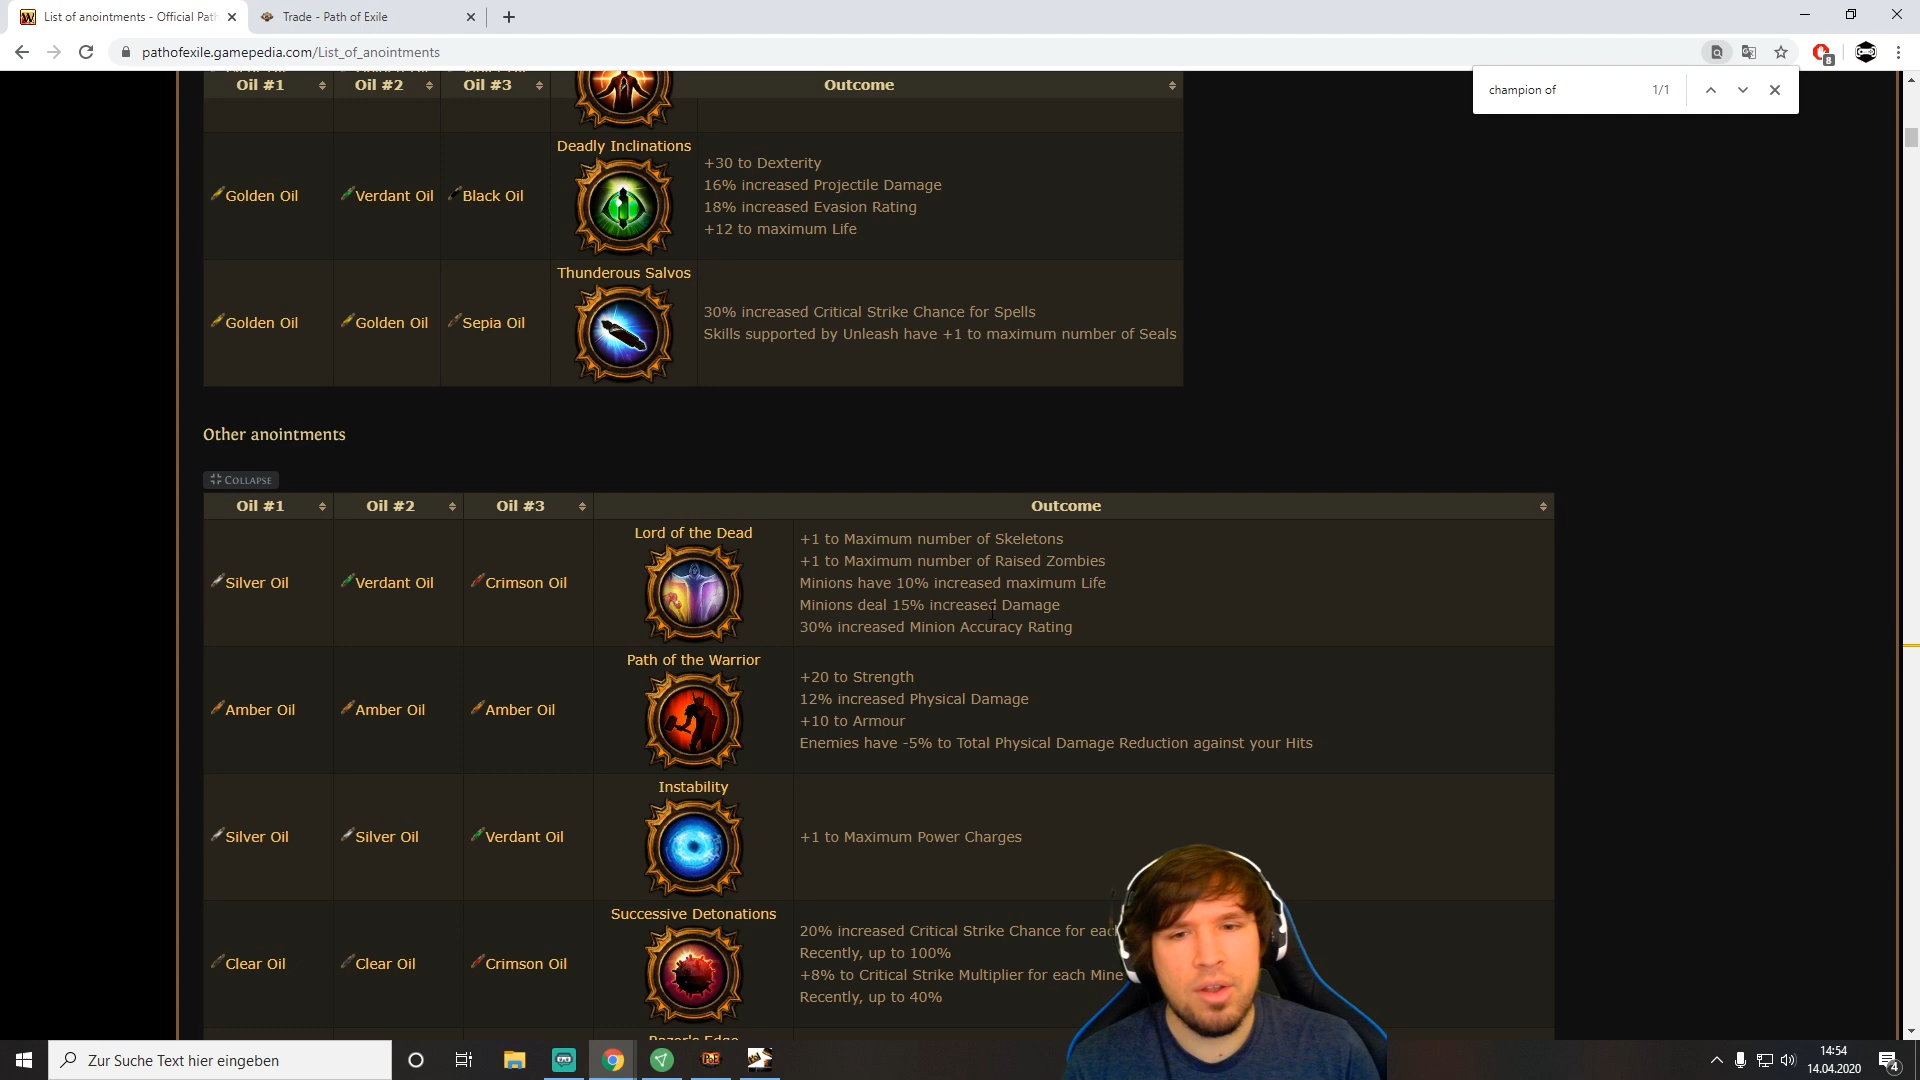 List of anointments - Official Pat
Trade - Path of Exile
pathofexile.gamepedia.com/List_of_anointments
8
champion of
1/1
Oil #1
Oil #2
Oil #3
Outcome
Deadly Inclinations
Golden Oil
Verdant Oil
Black Oil
+30 to Dexterity
16% increased Projectile Damage
18% increased Evasion Rating
+12 to maximum Life
Thunderous Salvos
Golden Oil
Golden Oil
Sepia Oil
30% increased Critical Strike Chance for Spells
Skills supported by Unleash have +1 to maximum number of Seals
Other anointments
COLLAPSE
Oil #1
Oil #2
Oil #3
Outcome
Lord of the Dead
Silver Oil
Verdant Oil
Crimson Oil
+1 to Maximum number of Skeletons
+1 to Maximum number of Raised Zombies
Minions have 10% increased maximum Life
Minions deal 15% increased Damage
30% increased Minion Accuracy Rating
Path of the Warrior
Amber Oil
Amber Oil
Amber Oil
+20 to Strength
12% increased Physical Damage
+10 to Armour
Enemies have -5% to Total Physical Damage Reduction against your Hits
Instability
Silver Oil
Silver Oil
Verdant Oil
+1 to Maximum Power Charges
Successive Detonations
Clear Oil
Clear Oil
Crimson Oil
20% increased Critical Strike Chance for eac
Recently, up to 100%
+8% to Critical Strike Multiplier for each Mine
Recently, up to 40%
Razor's Edge
Zur Suche Text hier eingeben
PoE
14:54
14.04.2020
4